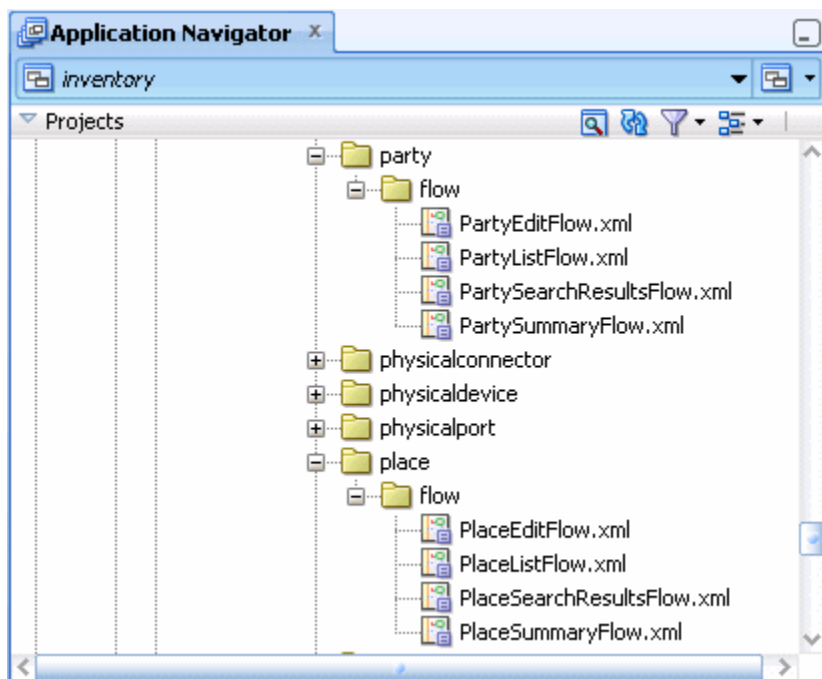 Application Navigator x
inventory
Projects
party
flow
PartyEditFlow.xml
PartyListFlow.xml
PartySearchResultsFlow.xml
PartySummaryFlow.xml
physicalconnector
physicaldevice
physicalport
place
flow
PlaceEditFlow.xml
PlaceListFlow.xml
PlaceSearchResultsFlow.xml
PlaceSummaryFlow.xml